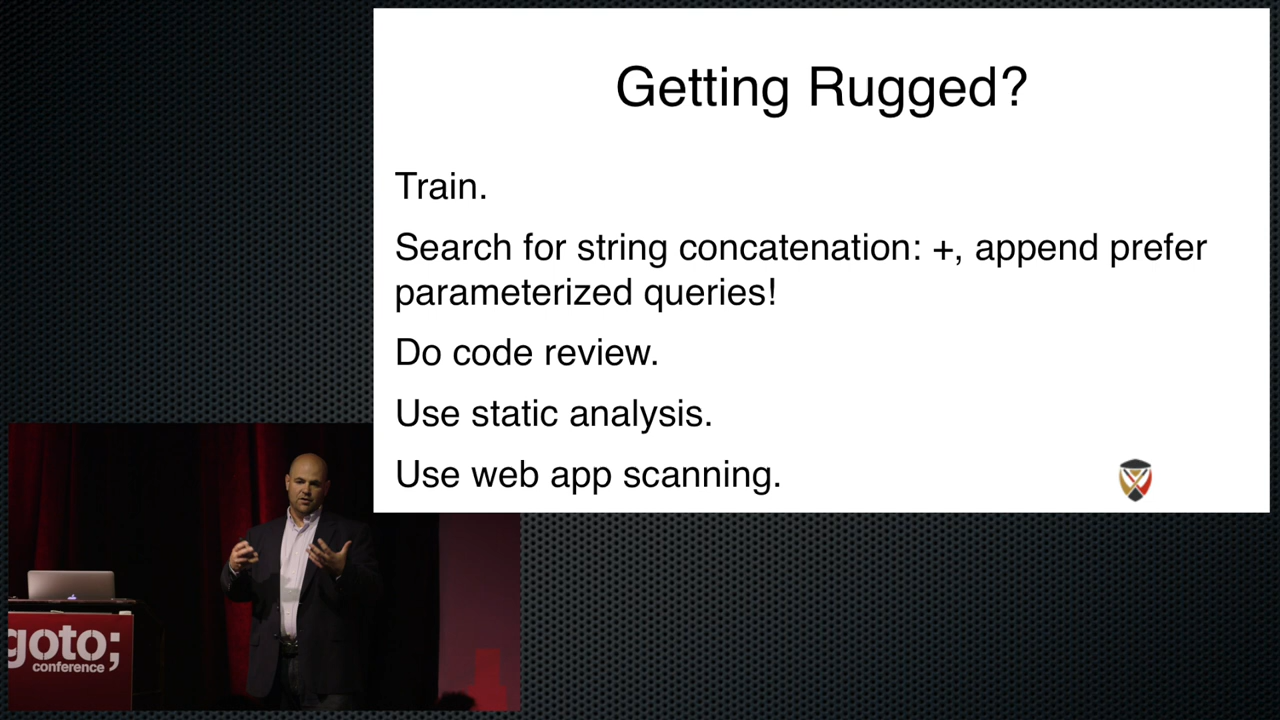 Getting Rugged?
Train.
Search for string concatenation: +, append prefer
parameterized queries!
Do code review.
Use static analysis.
Use web app scanning.
goto;
conference